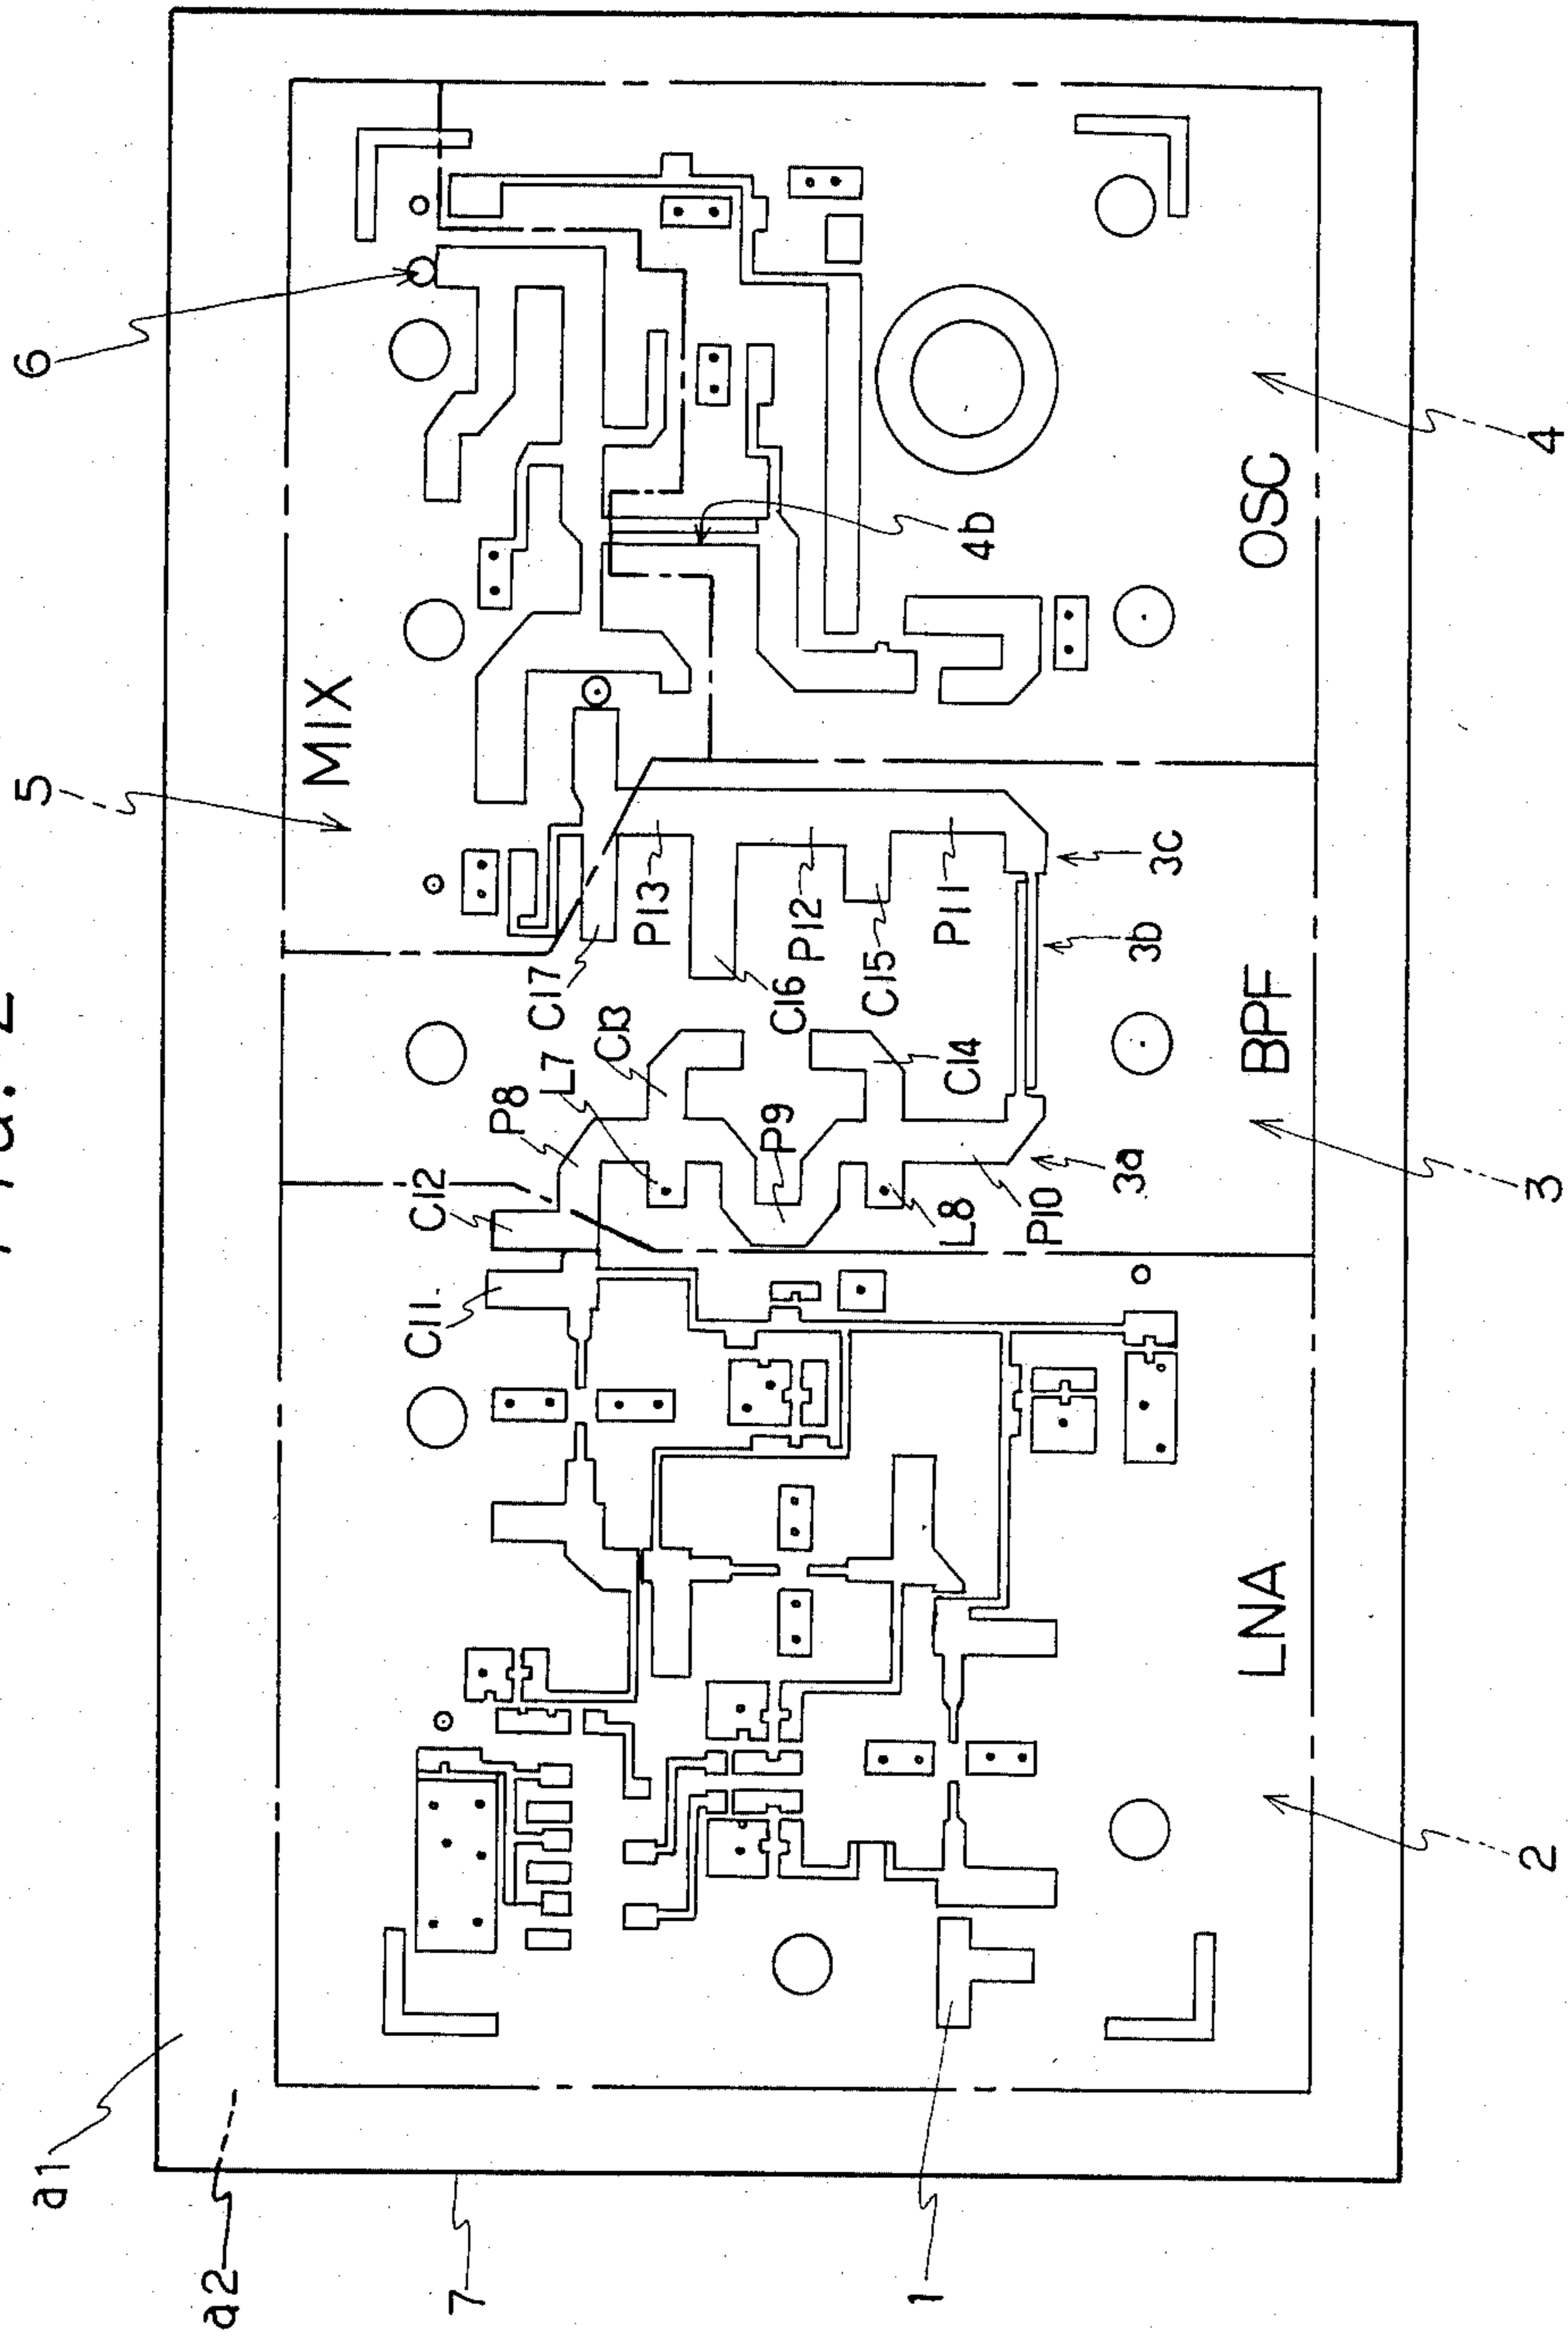 FIG. 2
a1
5
6
a2
MIX
7
C11
C12
P8
C17
L7
C13
P13
P9
C16
P12
C15
1
L8
C14
P11
4b
P10
3a
3b
3c
LNA
BPF
OSC
2
3
4